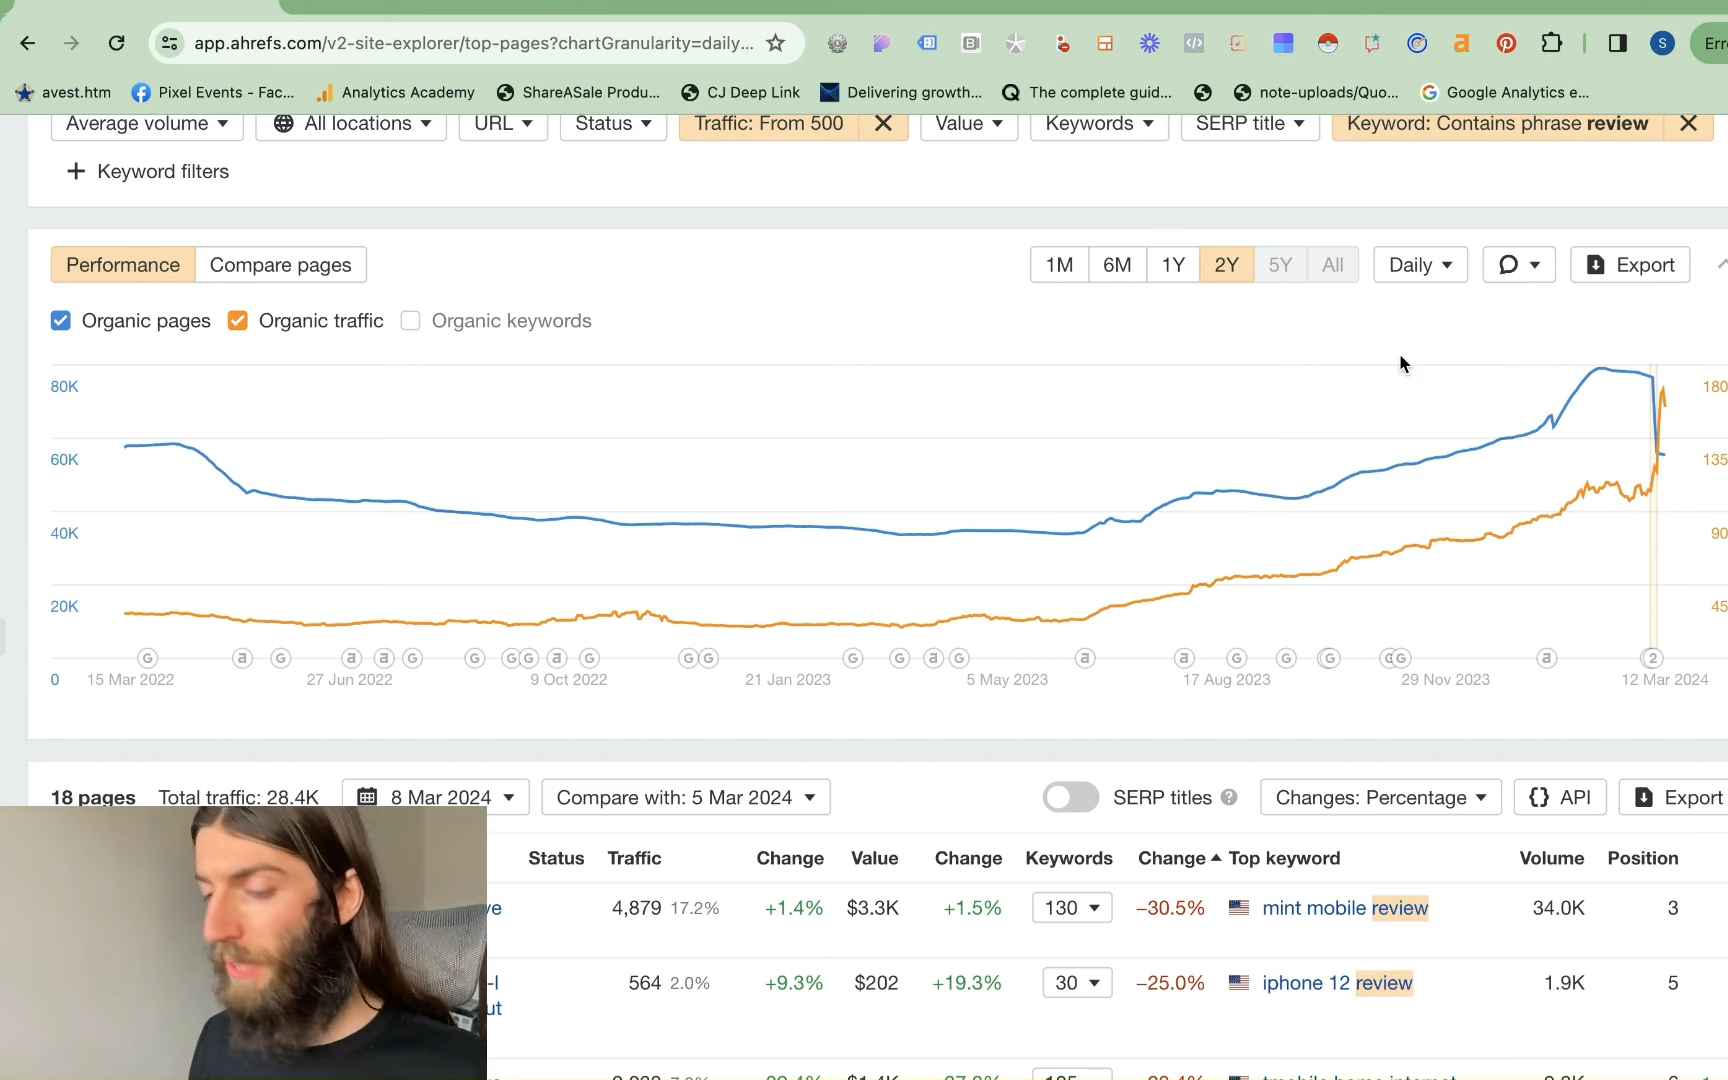 app.ahrefs.com/v2-site-explorer/top-pages?chartGranularity=daily...
S
Erro
avest.htm
Pixel Events - Fac...
Analytics Academy
ShareASale Produ...
CJ Deep Link
Delivering growth...
The complete guid...
note-uploads/Quo...
Google Analytics e...
Average volume
All locations
URL
Status
Traffic: From 500
Value
Keywords
SERP title
Keyword: Contains phrase review
Keyword filters
Performance
Compare pages
1M
6M
1Y
2Y
5Y
All
Daily
Export
Organic pages
Organic traffic
Organic keywords
80K
180
60K
135
40K
90
20K
45
0
15 Mar 2022
27 Jun 2022
9 Oct 2022
21 Jan 2023
5 May 2023
17 Aug 2023
29 Nov 2023
12 Mar 2024
18 pages
Total traffic: 28.4K
8 Mar 2024
Compare with: 5 Mar 2024
SERP titles
Changes: Percentage
{} API
Export
Status
Traffic
Change
Value
Change
Keywords
Change
Top keyword
Volume
Position
ve
4,879 17.2%
+1.4%
$3.3K
+1.5%
130
−30.5%
mint mobile review
34.0K
3
-l
ut
564 2.0%
+9.3%
$202
+19.3%
30
−25.0%
iphone 12 review
1.9K
5